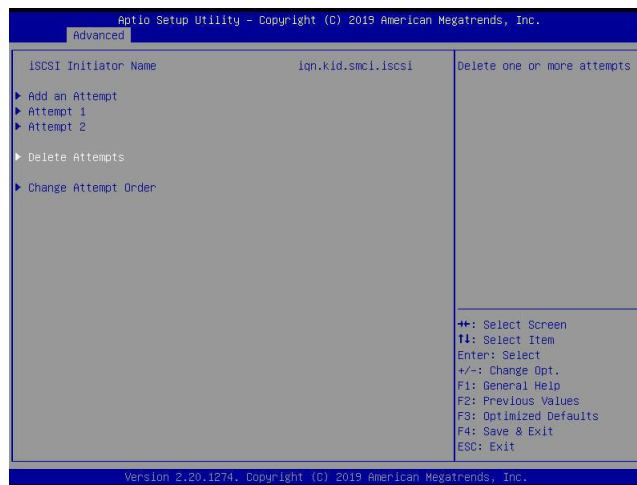 Aptio Setup Utility – Copyright (C) 2019 American Megatrends, Inc.
Advanced
iSCSI Initiator Name iqn.kid.smci.iscsi
Add an Attempt
Attempt 1
Attempt 2
Delete Attempts
Change Attempt Order
Delete one or more attempts
→←: Select Screen
↑↓: Select Item
Enter: Select
+/-: Change Opt.
F1: General Help
F2: Previous Values
F3: Optimized Defaults
F4: Save & Exit
ESC: Exit
Version 2.20.1274. Copyright (C) 2019 American Megatrends, Inc.